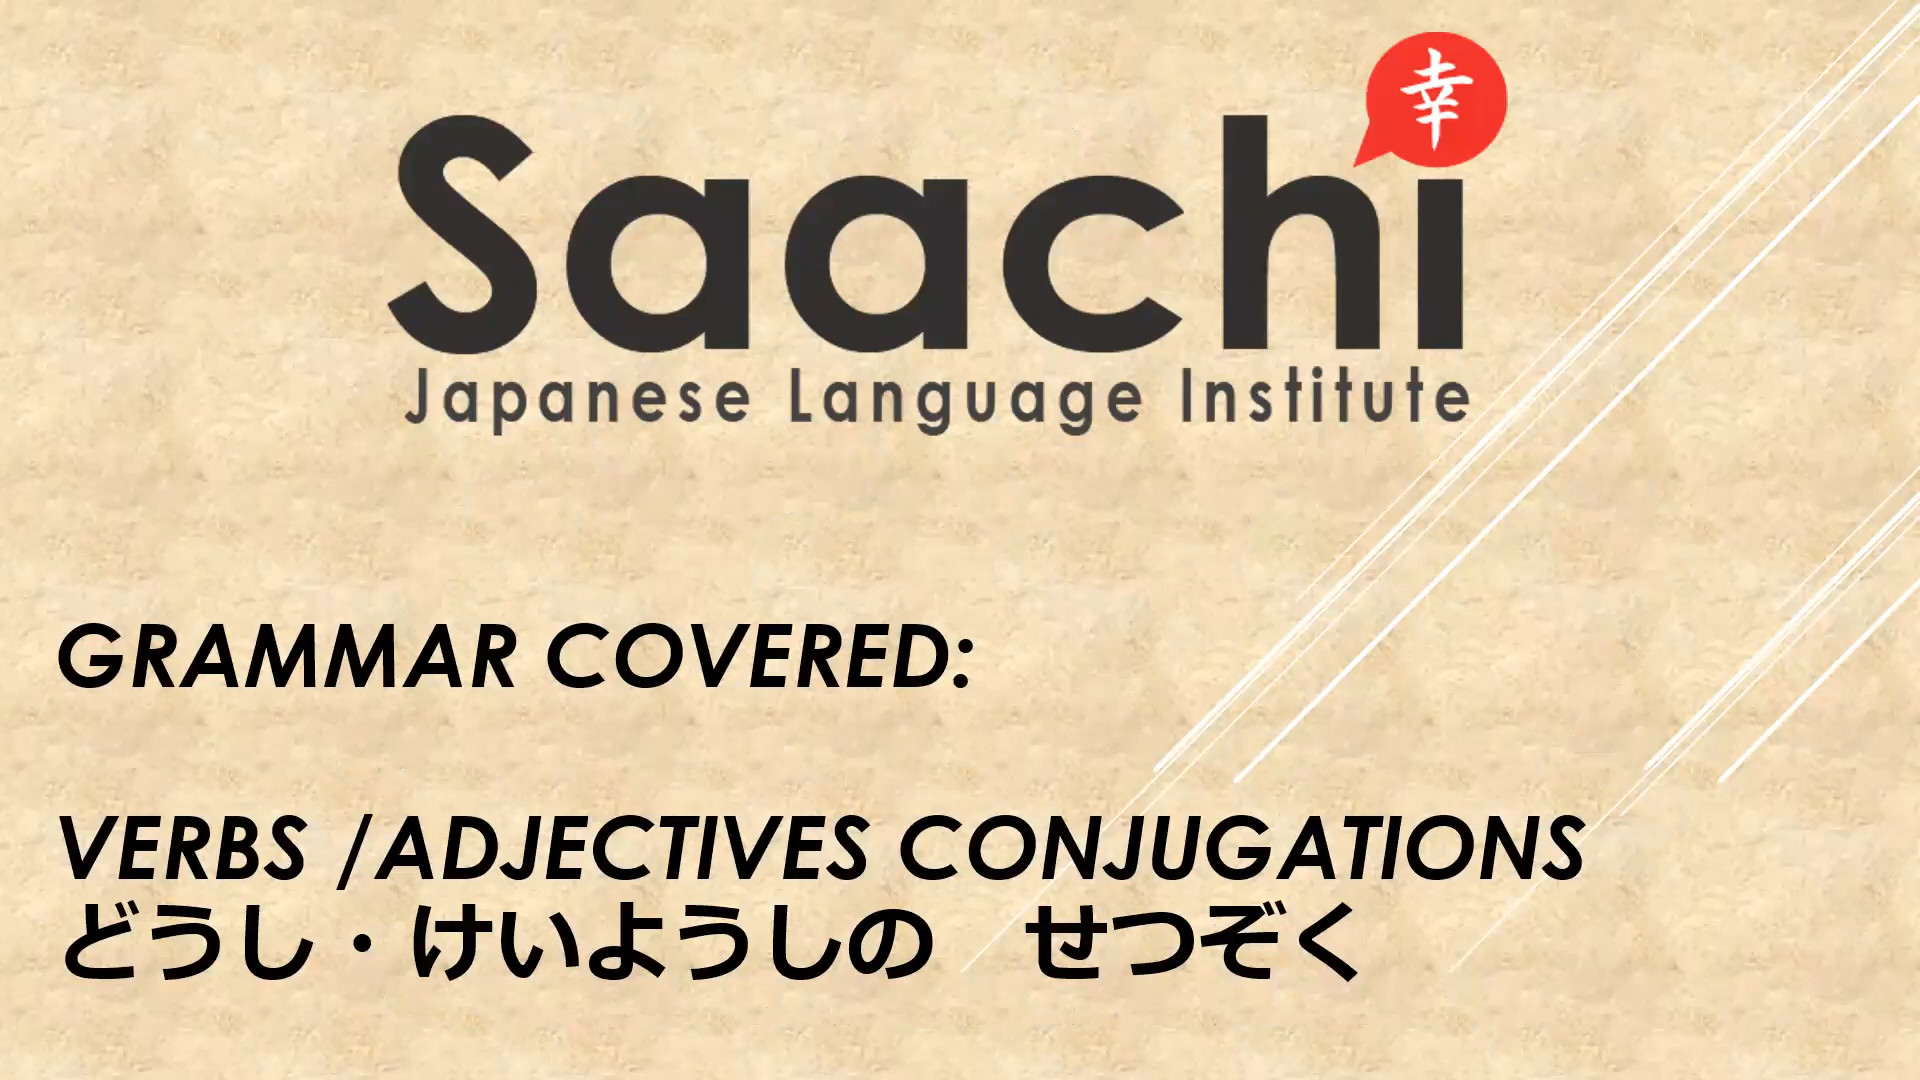 幸
Saachi
Japanese Language Institute
GRAMMAR COVERED:
VERBS /ADJECTIVES CONJUGATIONS
どうし・けいようしの　せつぞく